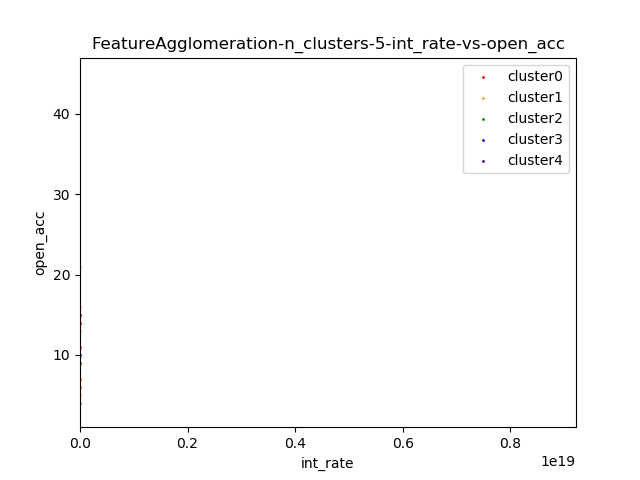 FeatureAgglomeration-n_clusters-5-int_rate-vs-open_acc
cluster0
cluster1
cluster2
cluster3
cluster4
40
30
20
10
open_acc
0.0 0.2 0.4 0.6 0.8
1e19
int_rate